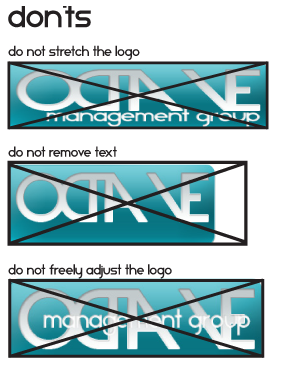 don'ts
do not stretch the logo
OCTAVE
management group
do not remove text
OCTAVE
do not freely adjust the logo
OCTAVE
management group